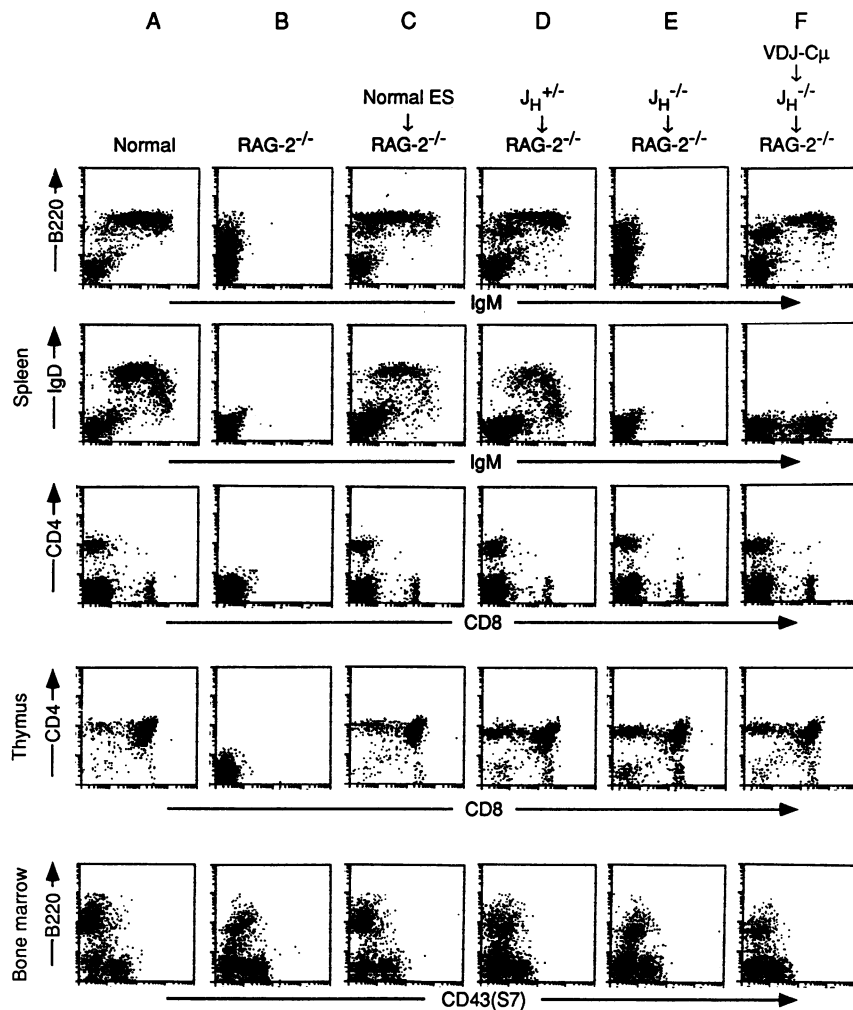 A B C D E F
VDJ-Cμ
↓
Normal ES J_H^+/- J_H^-/- J_H^-/-
↓ ↓ ↓ ↓
Normal RAG-2^-/- RAG-2^-/- RAG-2^-/- RAG-2^-/- RAG-2^-/-
B220
IgM
Spleen
IgD
IgM
CD4
CD8
Thymus
CD4
CD8
Bone marrow
B220
CD43(S7)